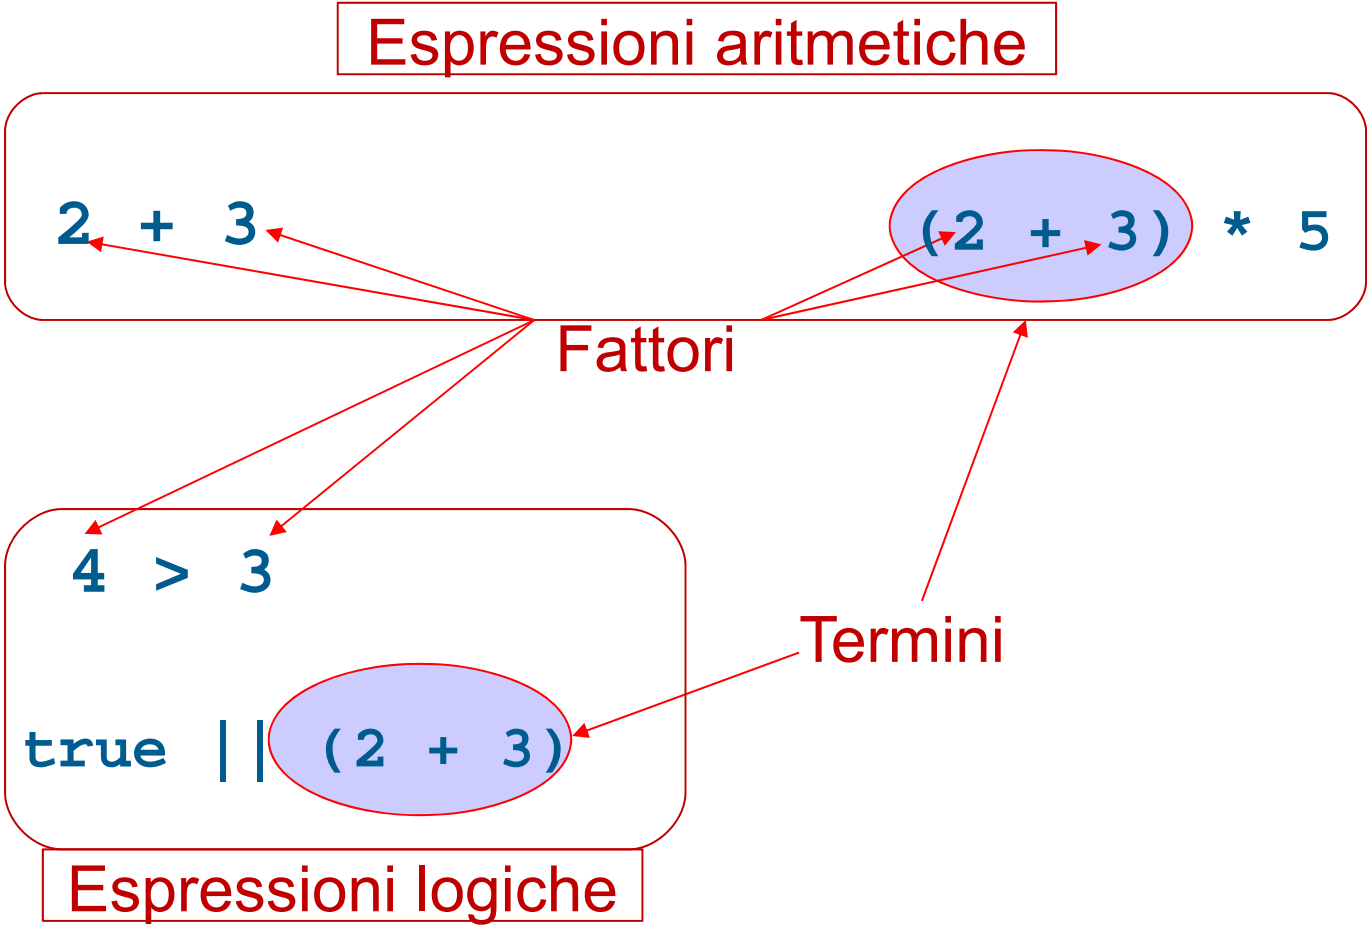 Espressioni aritmetiche
2 + 3
(2 + 3) * 5
Fattori
4 > 3
Termini
true || (2 + 3)
Espressioni logiche